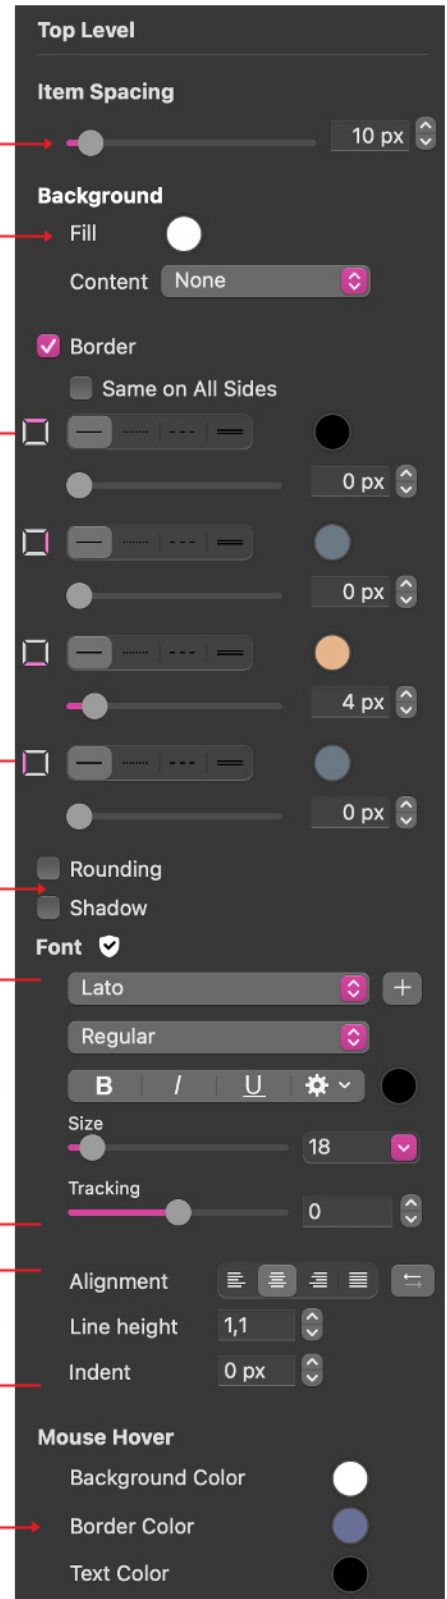 Top Level
Item Spacing
10 px
Background
Fill
Content None
Border
Same on All Sides
0 px
0 px
4 px
0 px
Rounding
Shadow
Font
Lato
Regular
B I U
Size
18
Tracking
0
Alignment
Line height 1,1
Indent 0 px
Mouse Hover
Background Color
Border Color
Text Color